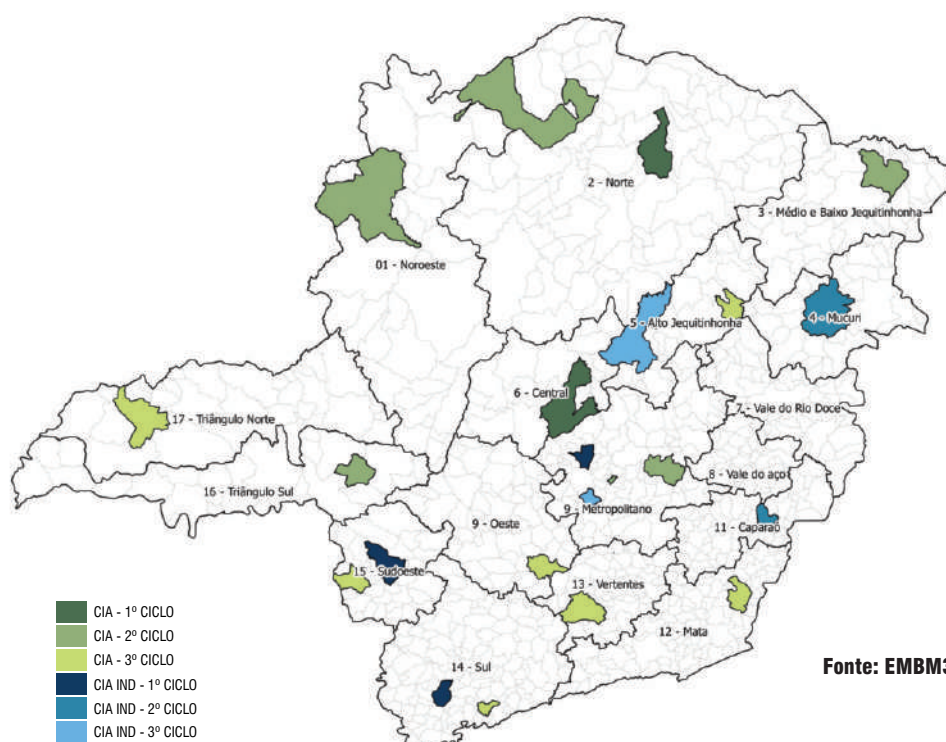 2 - Norte
3 - Médio e Baixo Jequitinhonha
01 - Noroeste
5 - Alto Jequitinhonha
4 - Mucuri
6 - Central
7 - Vale do Rio Doce
17 - Triângulo Norte
8 - Vale do aço
16 - Triângulo Sul
9 - Oeste
9 - Metropolitano
11 - Caparaó
15 - Sudoeste
13 - Vertentes
12 - Mata
14 - Sul
CIA - 1º CICLO
CIA - 2º CICLO
CIA - 3º CICLO
CIA IND - 1º CICLO
CIA IND - 2º CICLO
CIA IND - 3º CICLO
Fonte: EMBM3